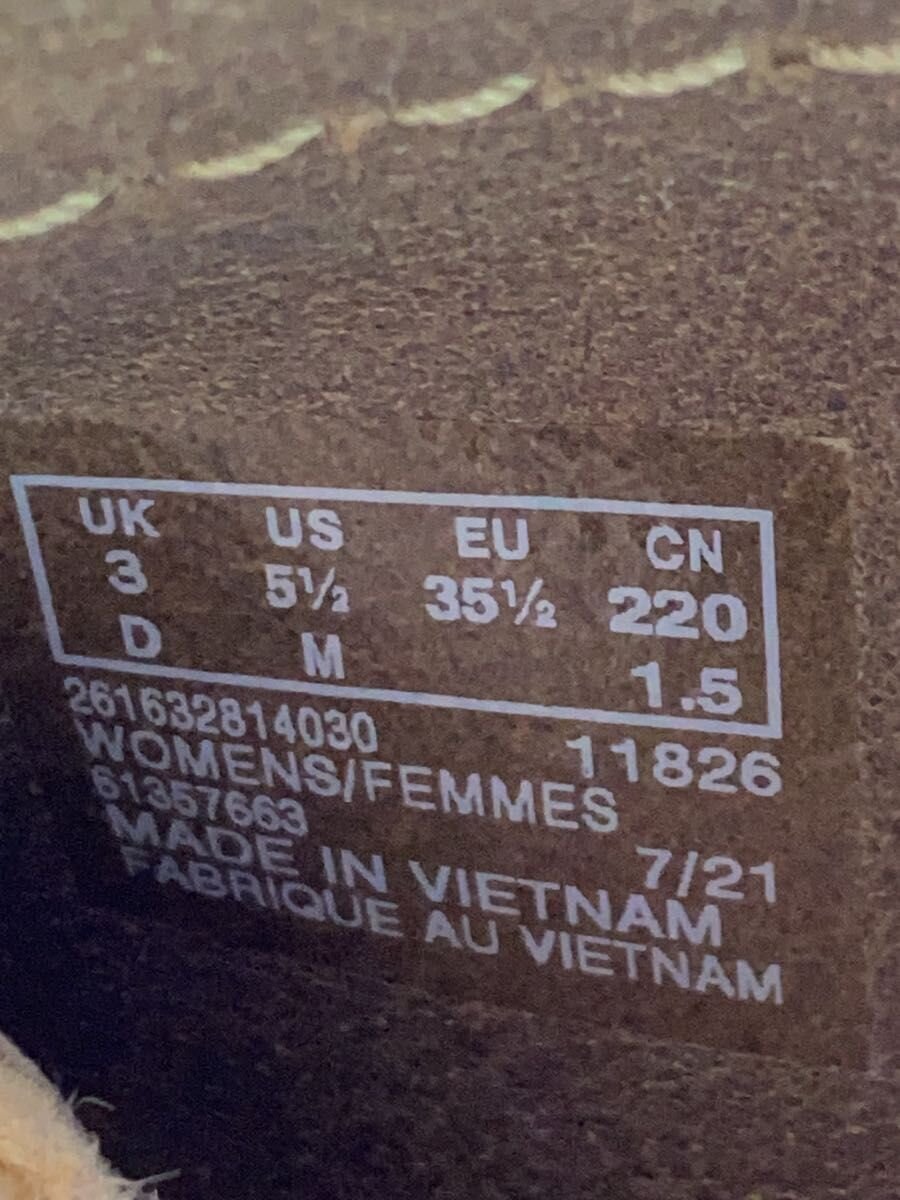 UK US EU CN
3 5½ 35½ 220
D M 1.5
261632814030 11826
WOMENS/FEMMES
61357663 7/21
MADE IN VIETNAM
FABRIQUE AU VIETNAM